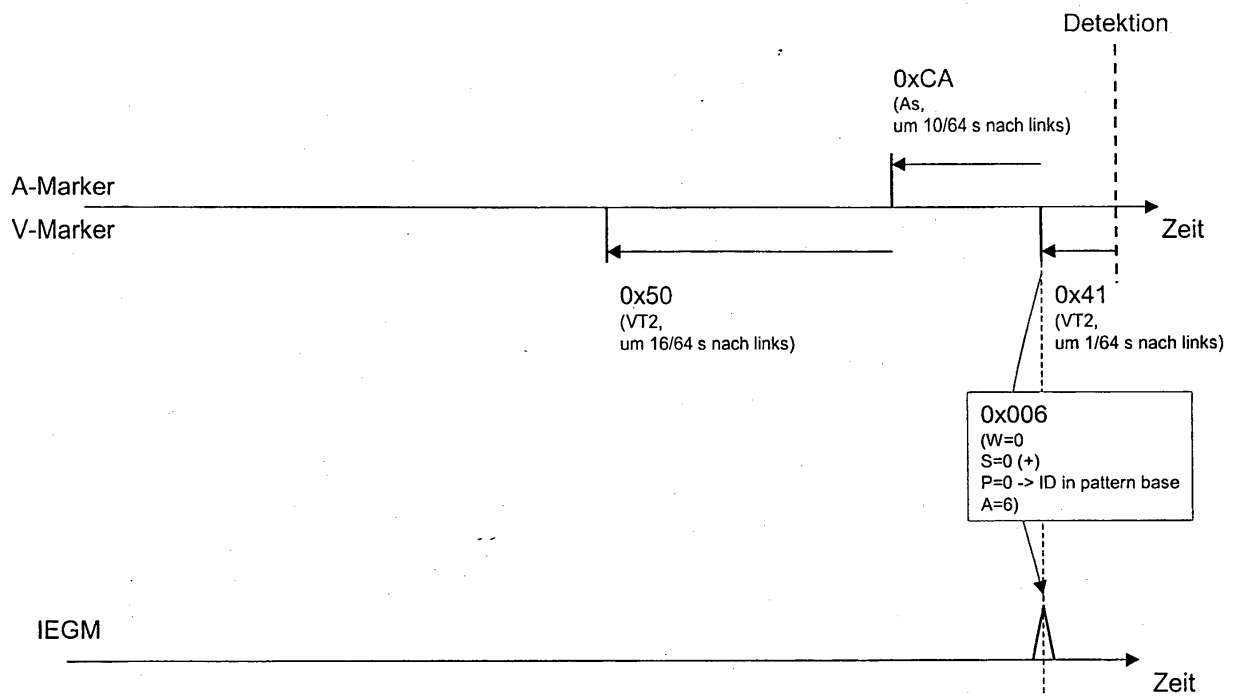 Detektion
0xCA
(As,
um 10/64 s nach links)
A-Marker
V-Marker
Zeit
0x50
(VT2,
um 16/64 s nach links)
0x41
(VT2,
um 1/64 s nach links)
0x006
(W=0
S=0 (+)
P=0 -> ID in pattern base
A=6)
IEGM
Zeit